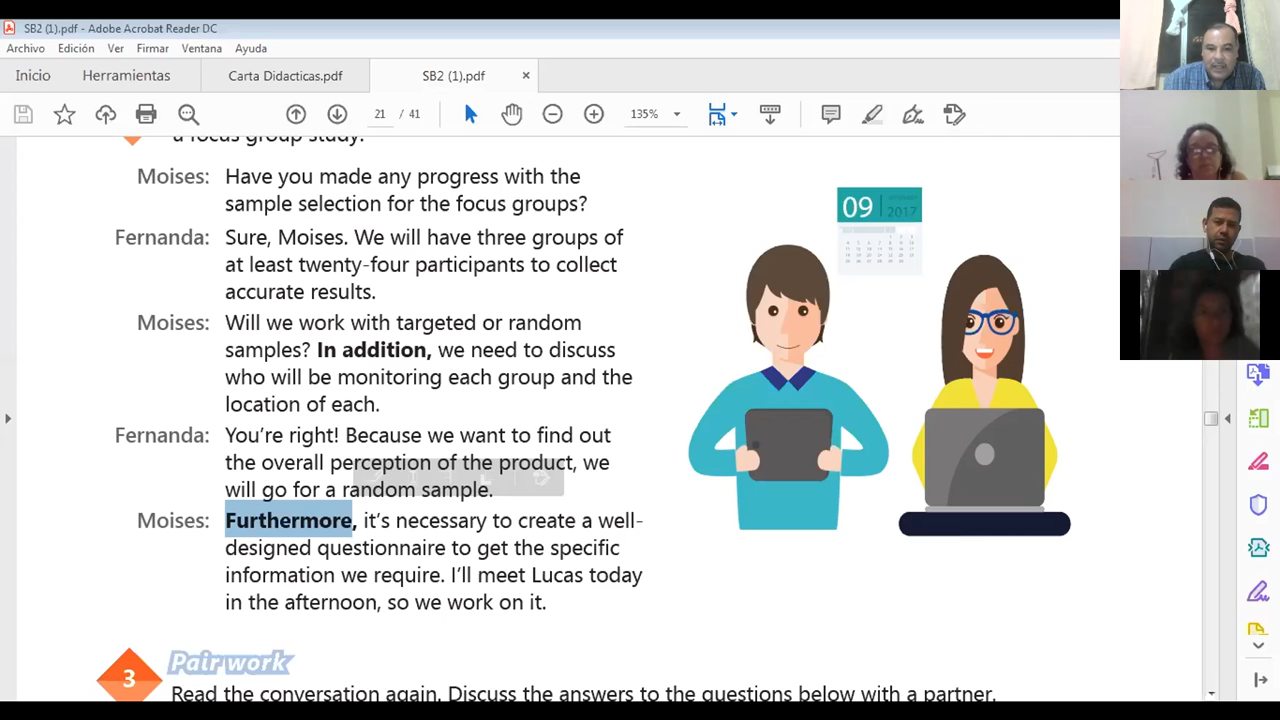 SB2 (1).pdf - Adobe Acrobat Reader DC
Archivo Edición Ver Firmar Ventana Ayuda
Inicio Herramientas Carta Didacticas.pdf SB2 (1).pdf ×
21 / 41 135%
a focus group study.
Moises: Have you made any progress with the
sample selection for the focus groups?
Fernanda: Sure, Moises. We will have three groups of
at least twenty-four participants to collect
accurate results.
Moises: Will we work with targeted or random
samples? In addition, we need to discuss
who will be monitoring each group and the
location of each.
Fernanda: You're right! Because we want to find out
the overall perception of the product, we
will go for a random sample.
Moises: Furthermore, it's necessary to create a well-
designed questionnaire to get the specific
information we require. I'll meet Lucas today
in the afternoon, so we work on it.
09 2017
3 Pair work
Read the conversation again. Discuss the answers to the questions below with a partner.